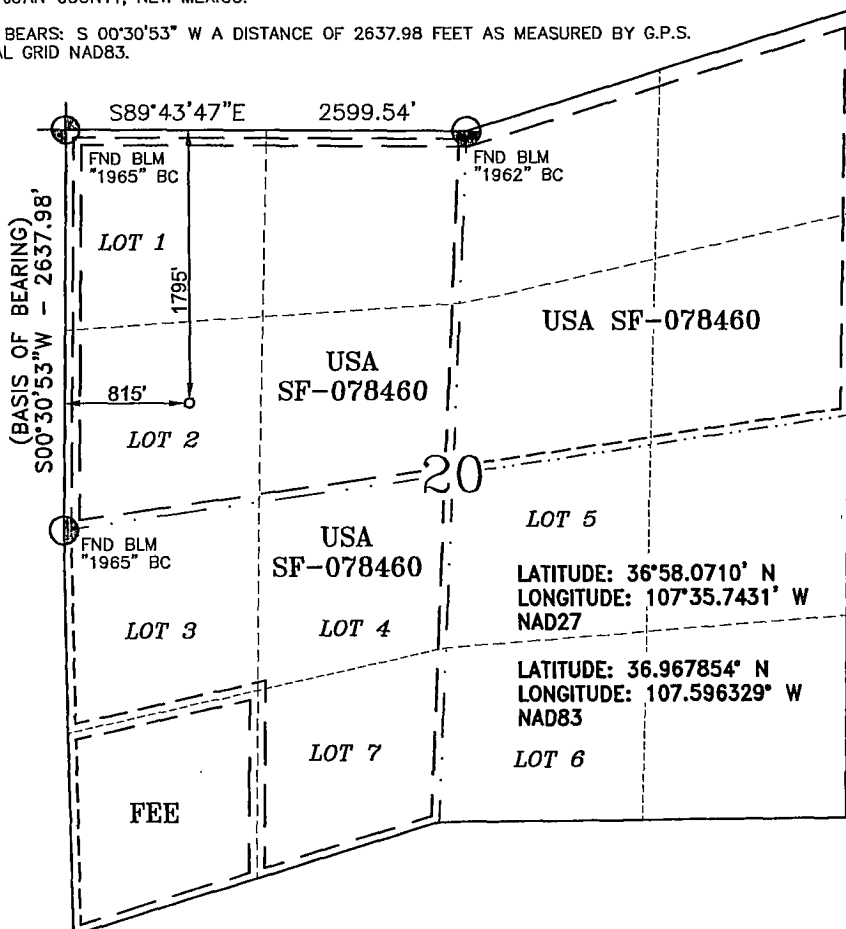 BEARS: S 00°30'53" W A DISTANCE OF 2637.98 FEET AS MEASURED BY G.P.S.
GRID NAD83.
S89°43'47"E 2599.54'
FND BLM
"1965" BC
FND BLM
"1962" BC
(BASIS OF BEARING)
S00°30'53"W - 2637.98'
LOT 1
1795'
USA SF-078460
USA
SF-078460
815'
LOT 2
20
FND BLM
"1965" BC
USA
SF-078460
LOT 5
LATITUDE: 36°58.0710' N
LONGITUDE: 107°35.7431' W
NAD27
LOT 3
LOT 4
LATITUDE: 36.967854° N
LONGITUDE: 107.596329° W
NAD83
LOT 7
LOT 6
FEE